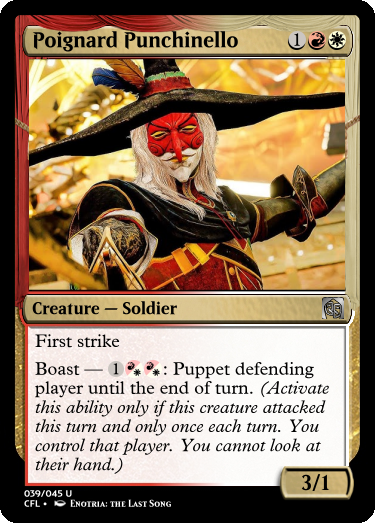 Poignard Punchinello 1
Creature — Soldier
First strike
Boast — 1 : Puppet defending
player until the end of turn. (Activate
this ability only if this creature attacked
this turn and only once each turn. You
control that player. You cannot look at
their hand.)
3/1
039/045 U
CFL • Enotria: the Last Song